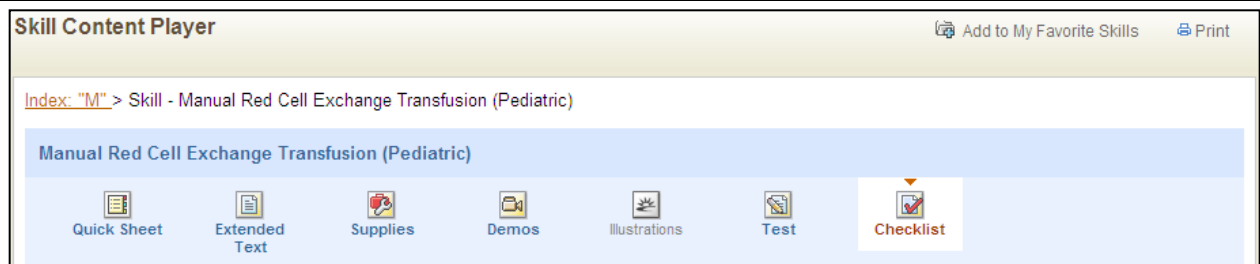 Skill Content Player
Add to My Favorite Skills Print
Index: "M" > Skill - Manual Red Cell Exchange Transfusion (Pediatric)
Manual Red Cell Exchange Transfusion (Pediatric)
Quick Sheet Extended Text Supplies Demos Illustrations Test Checklist